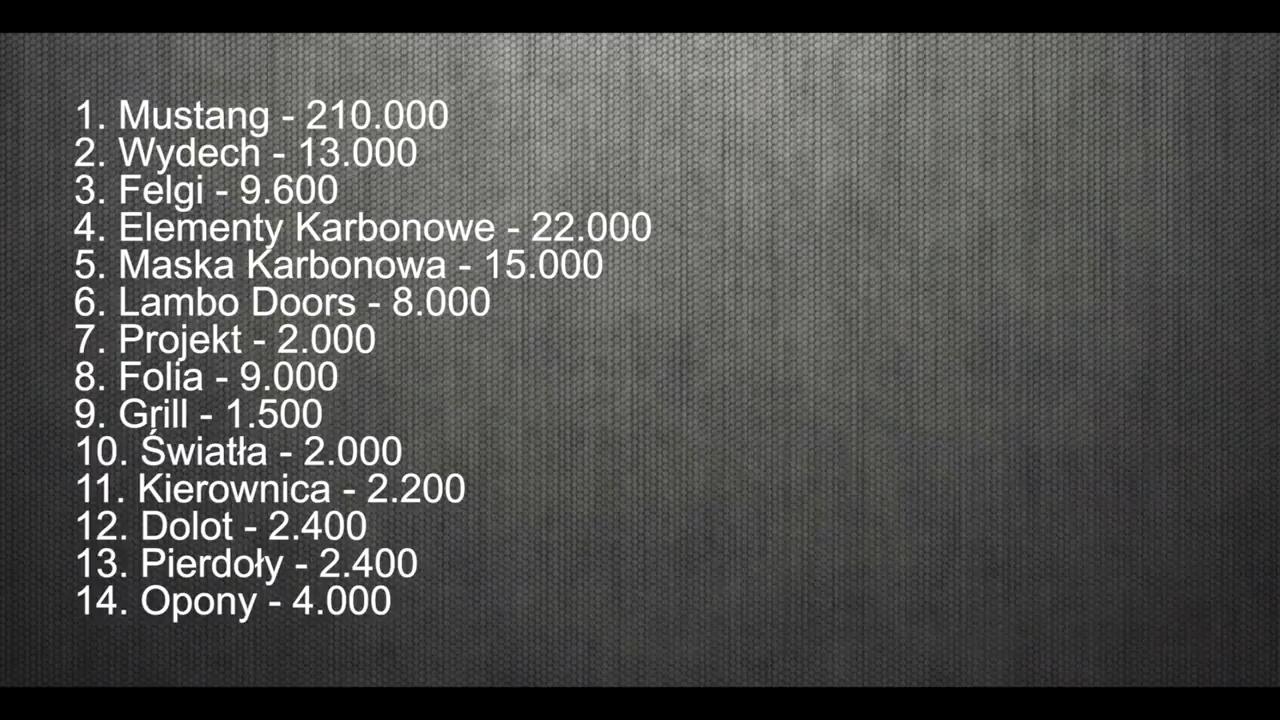 1. Mustang - 210.000
2. Wydech - 13.000
3. Felgi - 9.600
4. Elementy Karbonowe - 22.000
5. Maska Karbonowa - 15.000
6. Lambo Doors - 8.000
7. Projekt - 2.000
8. Folia - 9.000
9. Grill - 1.500
10. Światła - 2.000
11. Kierownica - 2.200
12. Dolot - 2.400
13. Pierdoły - 2.400
14. Opony - 4.000